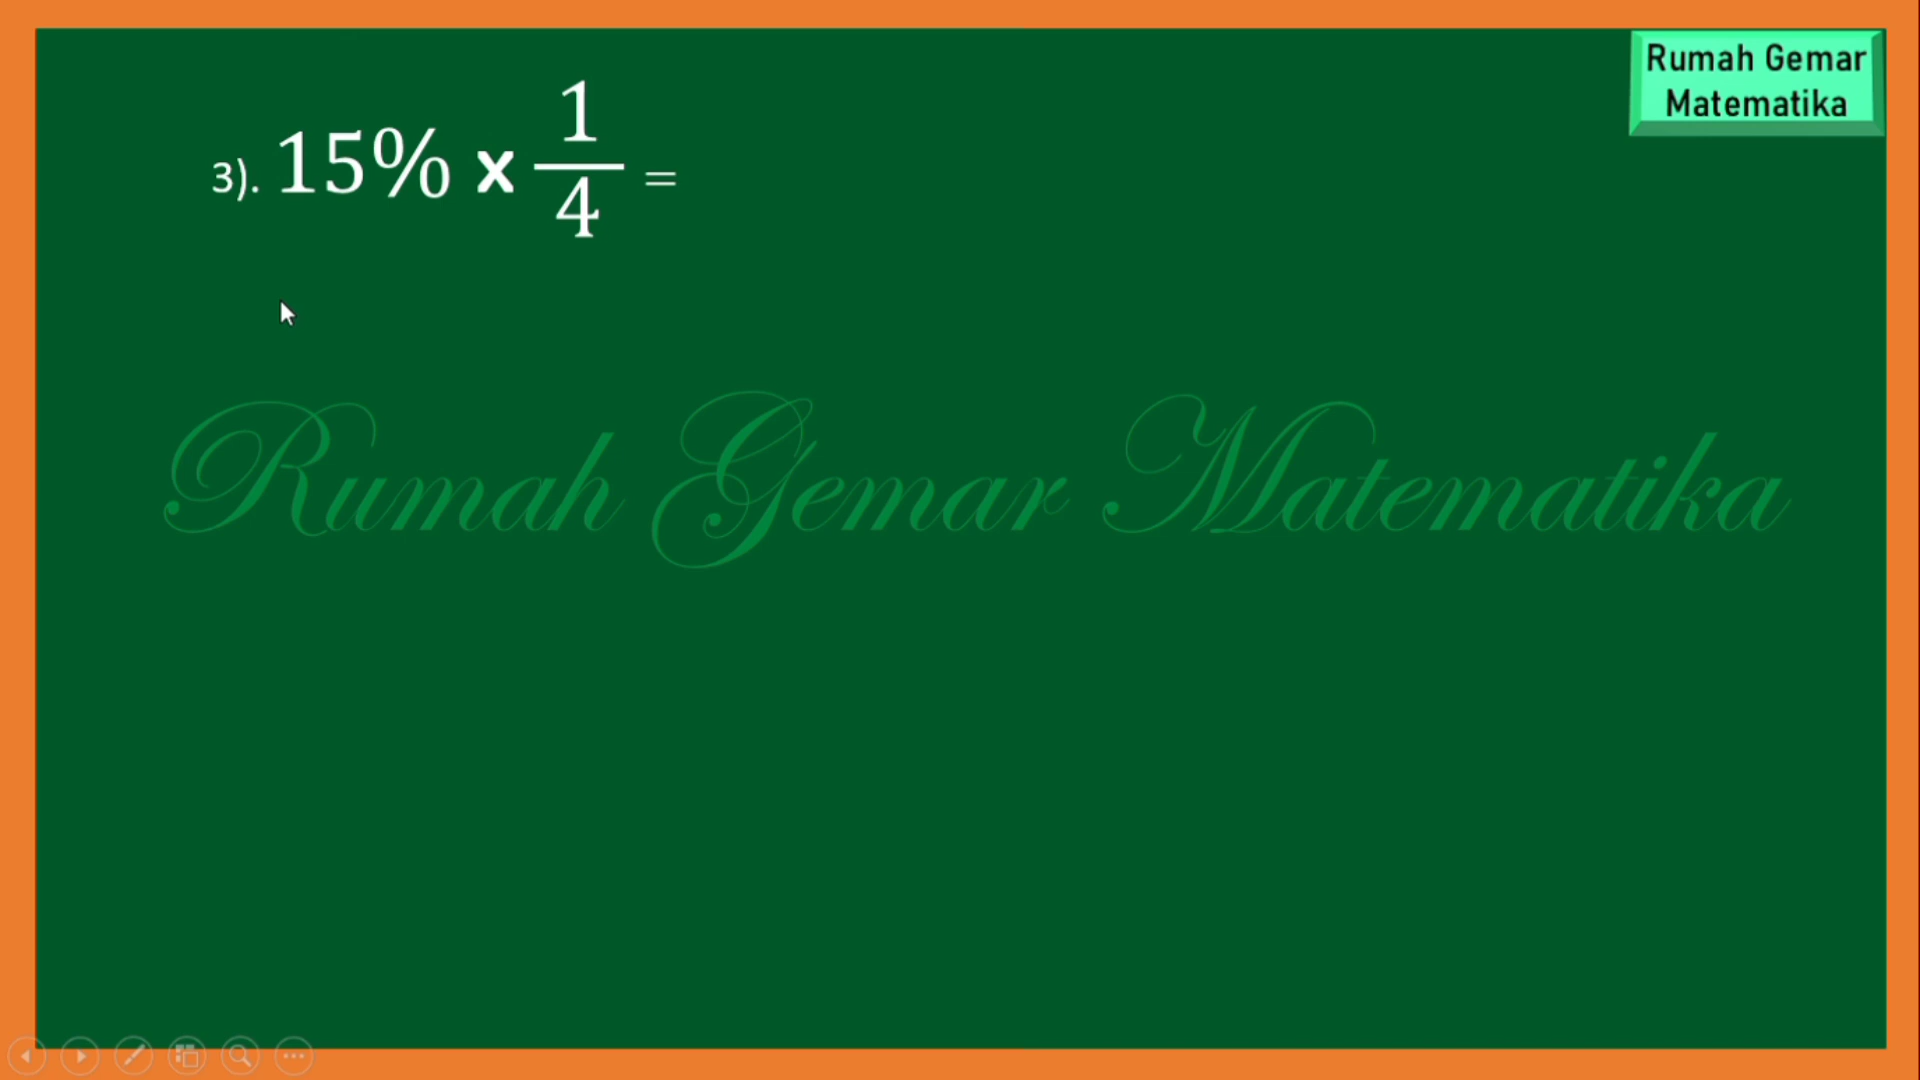 Rumah Gemar
Matematika
3). 15% x 1/4 =
Rumah Gemar Matematika